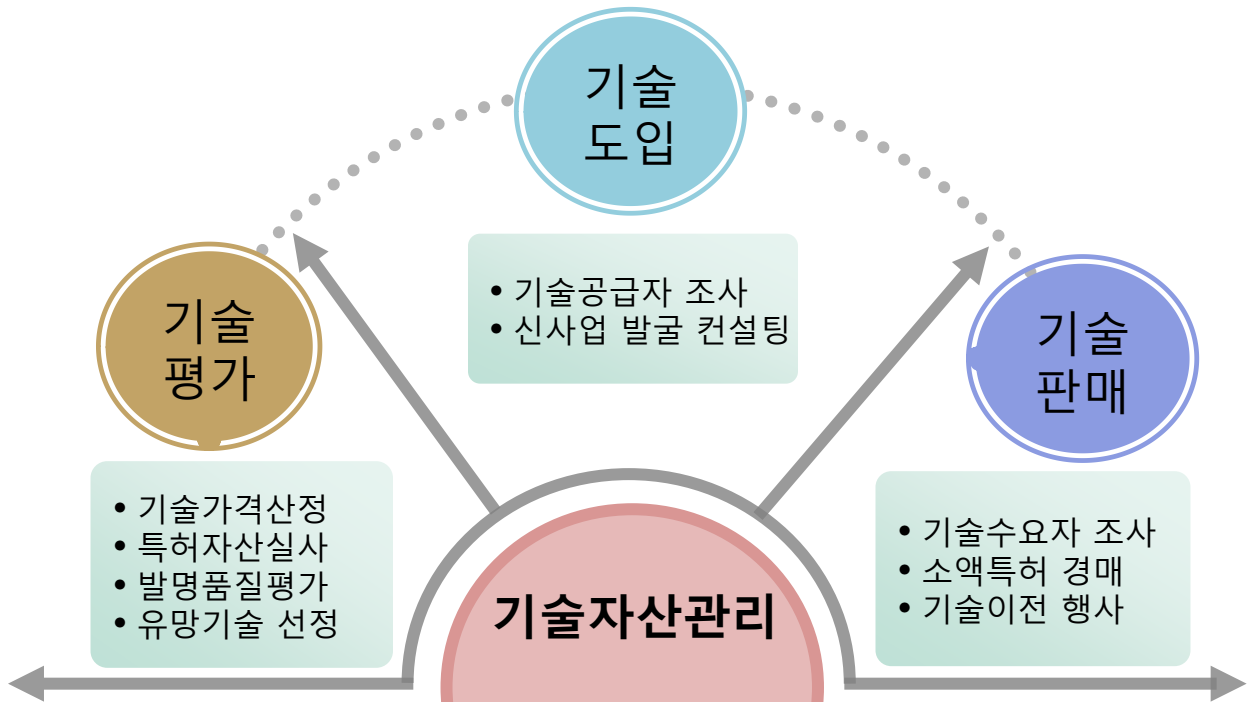 기술
도입
• 기술공급자 조사
• 신사업 발굴 컨설팅
기술
평가
• 기술가격산정
• 특허자산실사
• 발명품질평가
• 유망기술 선정
기술
판매
• 기술수요자 조사
• 소액특허 경매
• 기술이전 행사
기술자산관리